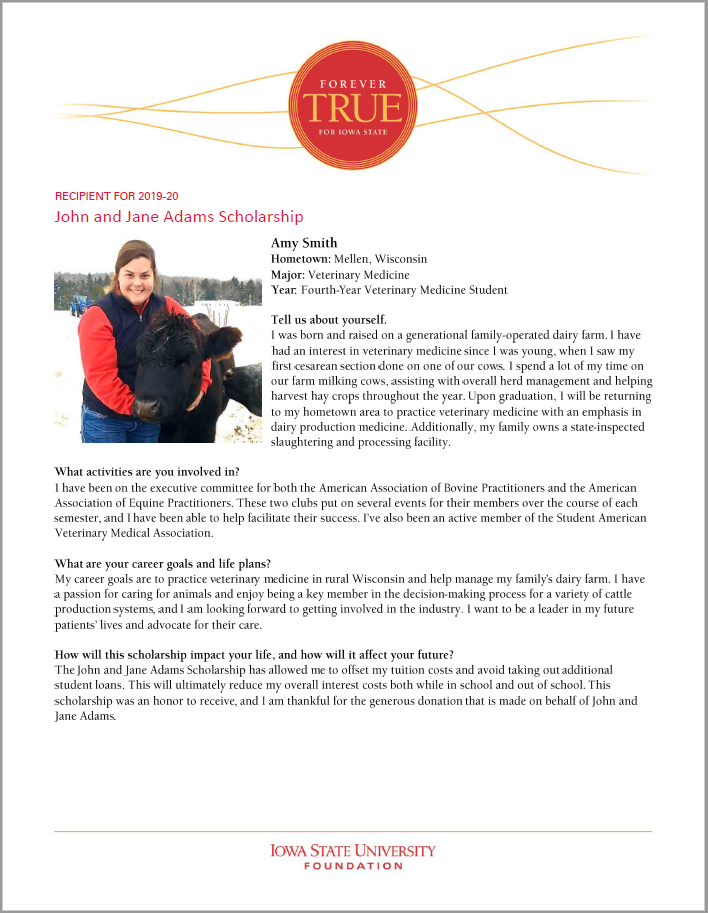 FOREVER
TRUE
FOR IOWA STATE
RECIPIENT FOR 2019-20
John and Jane Adams Scholarship
Amy Smith
Hometown: Mellen, Wisconsin
Major: Veterinary Medicine
Year: Fourth-Year Veterinary Medicine Student
Tell us about yourself.
I was born and raised on a generational family-operated dairy farm. I have
had an interest in veterinary medicine since I was young, when I saw my
first cesarean section done on one of our cows. I spend a lot of my time on
our farm milking cows, assisting with overall herd management and helping
harvest hay crops throughout the year. Upon graduation, I will be returning
to my hometown area to practice veterinary medicine with an emphasis in
dairy production medicine. Additionally, my family owns a state-inspected
slaughtering and processing facility.
What activities are you involved in?
I have been on the executive committee for both the American Association of Bovine Practitioners and the American
Association of Equine Practitioners. These two clubs put on several events for their members over the course of each
semester, and I have been able to help facilitate their success. I've also been an active member of the Student American
Veterinary Medical Association.
What are your career goals and life plans?
My career goals are to practice veterinary medicine in rural Wisconsin and help manage my family's dairy farm. I have
a passion for caring for animals and enjoy being a key member in the decision-making process for a variety of cattle
production systems, and I am looking forward to getting involved in the industry. I want to be a leader in my future
patients' lives and advocate for their care.
How will this scholarship impact your life, and how will it affect your future?
The John and Jane Adams Scholarship has allowed me to offset my tuition costs and avoid taking out additional
student loans. This will ultimately reduce my overall interest costs both while in school and out of school. This
scholarship was an honor to receive, and I am thankful for the generous donation that is made on behalf of John and
Jane Adams.
IOWA STATE UNIVERSITY
FOUNDATION